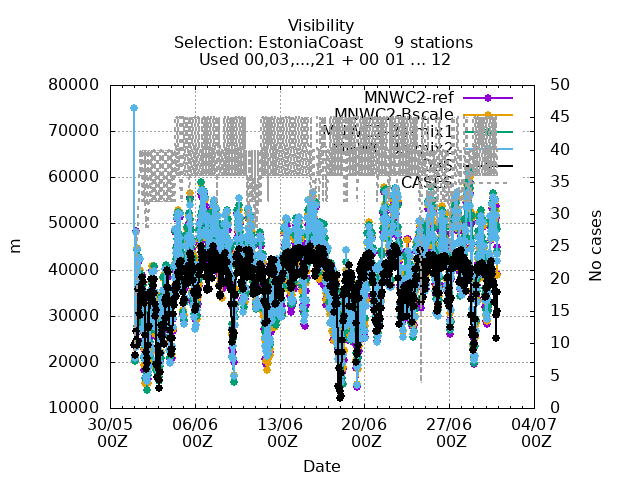 Visibility
Selection: EstoniaCoast 9 stations
Used 00,03,...,21 + 00 01 ... 12
80000
70000
60000
50000
40000
30000
20000
10000
m
50
45
40
35
30
25
20
15
10
5
0
No cases
MNWC2-ref
MNWC2-Bscale
CASES
30/05 06/06 13/06 20/06 27/06 04/07
00Z 00Z 00Z 00Z 00Z 00Z
Date